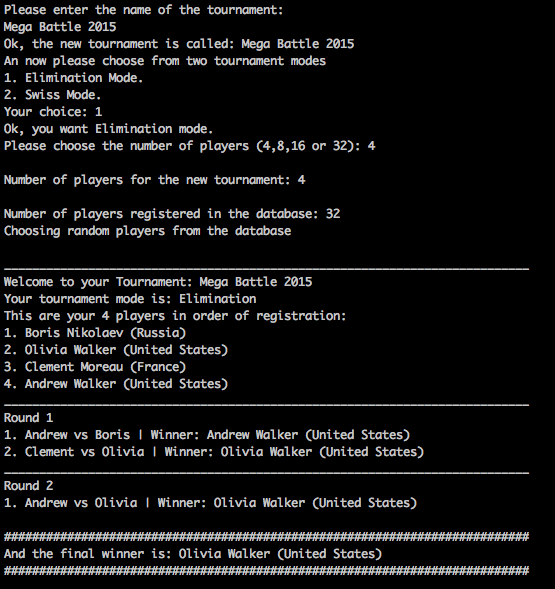 Please enter the name of the tournament:
Mega Battle 2015
Ok, the new tournament is called: Mega Battle 2015
An now please choose from two tournament modes
1. Elimination Mode.
2. Swiss Mode.
Your choice: 1
Ok, you want Elimination mode.
Please choose the number of players (4,8,16 or 32): 4
Number of players for the new tournament: 4
Number of players registered in the database: 32
Choosing random players from the database
___________________________________________________________________________
Welcome to your Tournament: Mega Battle 2015
Your tournament mode is: Elimination
This are your 4 players in order of registration:
1. Boris Nikolaev (Russia)
2. Olivia Walker (United States)
3. Clement Moreau (France)
4. Andrew Walker (United States)
___________________________________________________________________________
Round 1
1. Andrew vs Boris | Winner: Andrew Walker (United States)
2. Clement vs Olivia | Winner: Olivia Walker (United States)
___________________________________________________________________________
Round 2
1. Andrew vs Olivia | Winner: Olivia Walker (United States)
###########################################################################
And the final winner is: Olivia Walker (United States)
###########################################################################